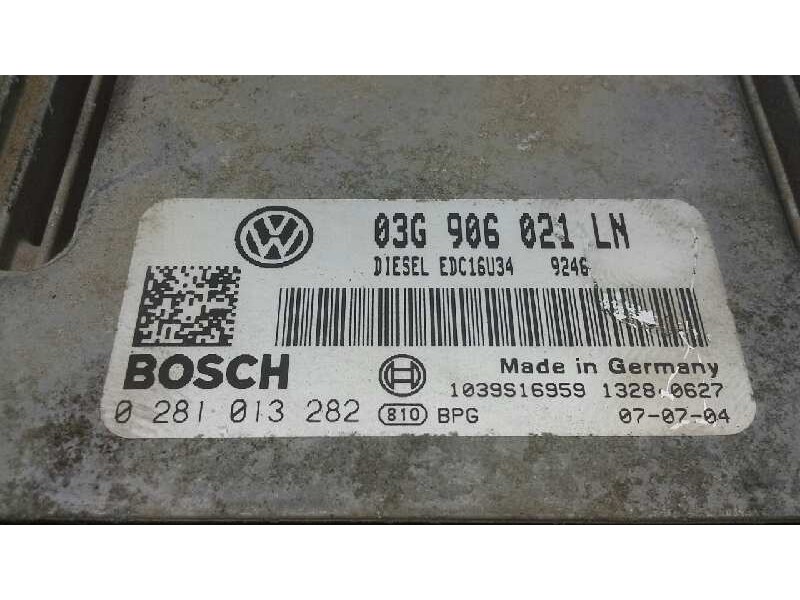 VW
03G 906 021 LN
DIESEL EDC16U34 9246
BOSCH
Made in Germany
1039S16959 1328 0627
0 281 013 282 810 BPG
07-07-04